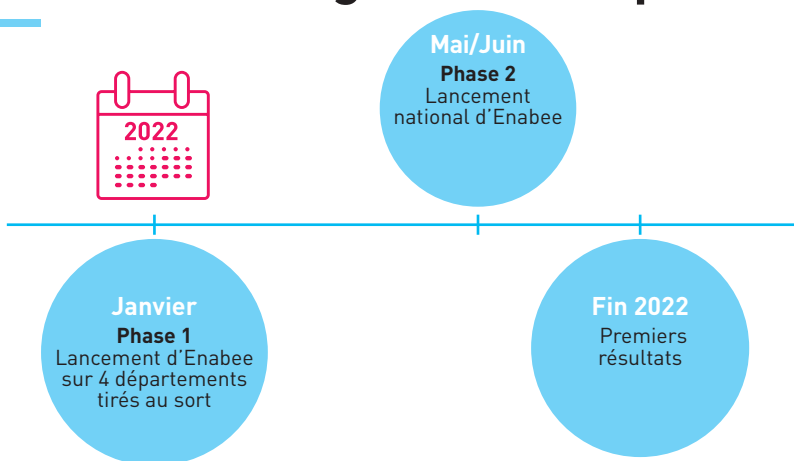 2022
Mai/Juin
Phase 2
Lancement
national d’Enabee
Janvier
Phase 1
Lancement d’Enabee
sur 4 départements
tirés au sort
Fin 2022
Premiers
résultats